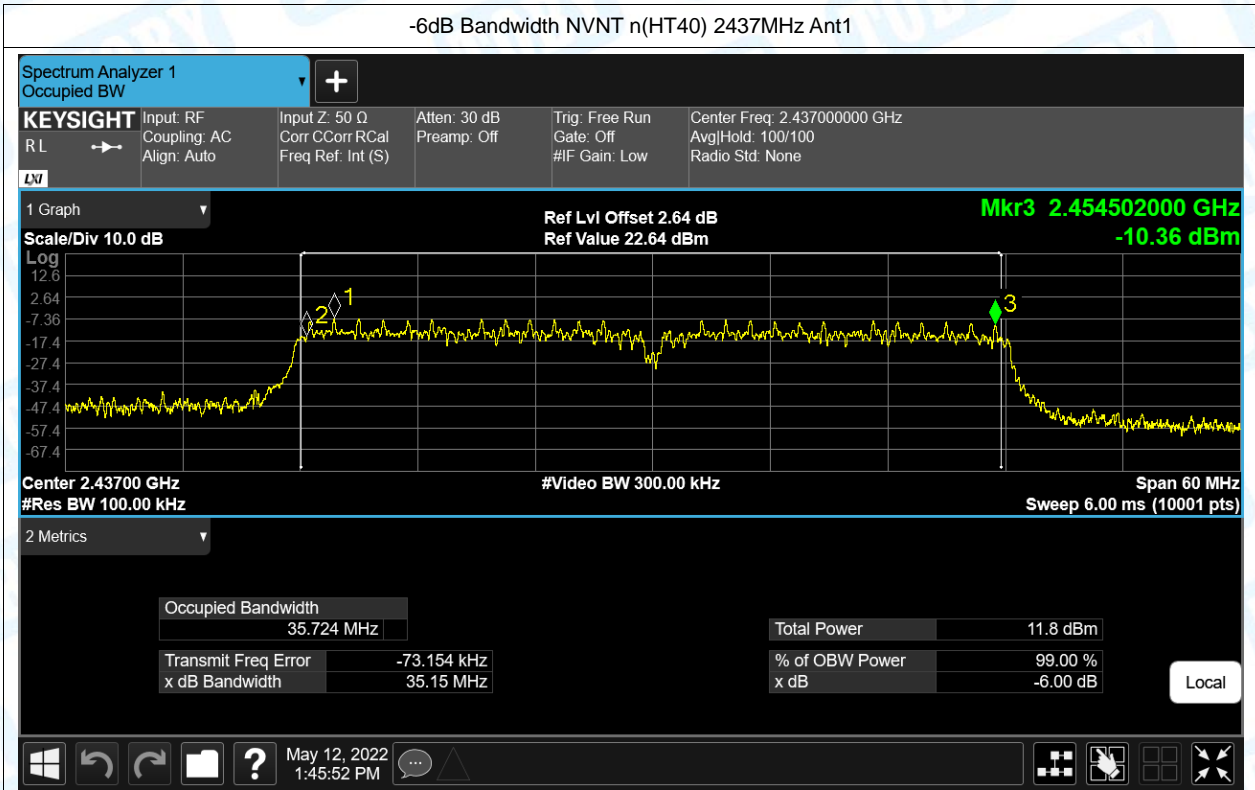 -6dB Bandwidth NVNT n(HT40) 2437MHz Ant1
Spectrum Analyzer 1
Occupied BW
KEYSIGHT
R L
LXI
Input: RF
Coupling: AC
Align: Auto
Input Z: 50 Ω
Corr CCorr RCal
Freq Ref: Int (S)
Atten: 30 dB
Preamp: Off
Trig: Free Run
Gate: Off
#IF Gain: Low
Center Freq: 2.437000000 GHz
Avg|Hold: 100/100
Radio Std: None
1 Graph
Scale/Div 10.0 dB
Ref Lvl Offset 2.64 dB
Ref Value 22.64 dBm
Mkr3 2.454502000 GHz
-10.36 dBm
Log
12.6
2.64
-7.36
-17.4
-27.4
-37.4
-47.4
-57.4
-67.4
1
2
3
Center 2.43700 GHz
#Res BW 100.00 kHz
#Video BW 300.00 kHz
Span 60 MHz
Sweep 6.00 ms (10001 pts)
2 Metrics
Occupied Bandwidth
35.724 MHz
Transmit Freq Error -73.154 kHz
x dB Bandwidth 35.15 MHz
Total Power 11.8 dBm
% of OBW Power 99.00 %
x dB -6.00 dB
Local
?
May 12, 2022
1:45:52 PM